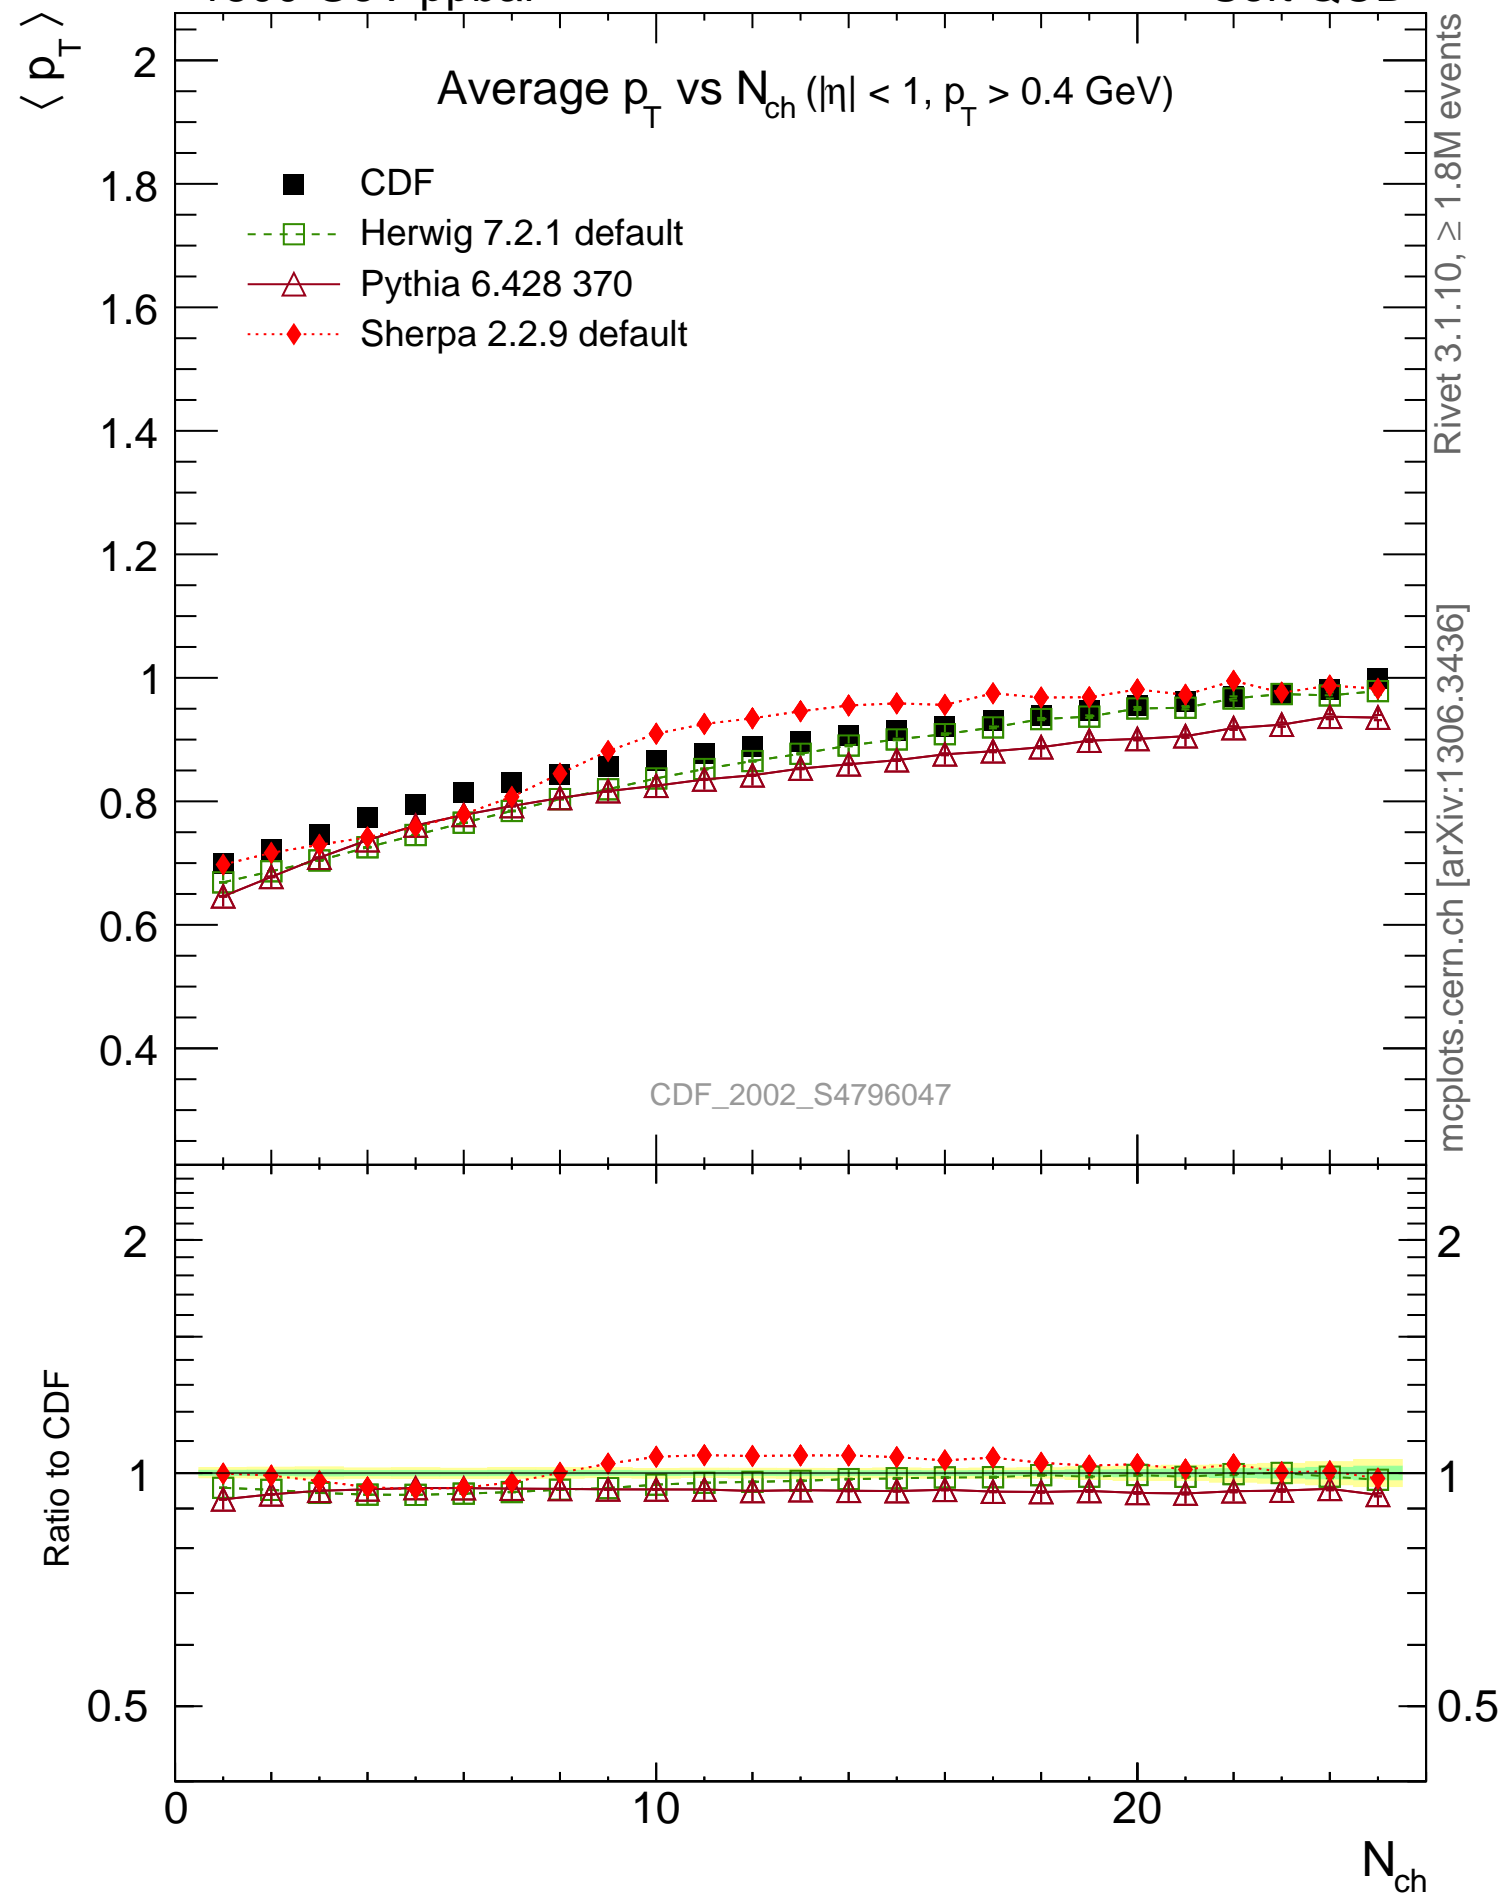 ⟨ p_T ⟩
Average p_T vs N_ch (|η| < 1, p_T > 0.4 GeV)
CDF
Herwig 7.2.1 default
Pythia 6.428 370
Sherpa 2.2.9 default
2
1.8
1.6
1.4
1.2
1
0.8
0.6
0.4
CDF_2002_S4796047
Rivet 3.1.10, ≥ 1.8M events
mcplots.cern.ch [arXiv:1306.3436]
Ratio to CDF
2
1
0.5
2
1
0.5
0
10
20
N_ch